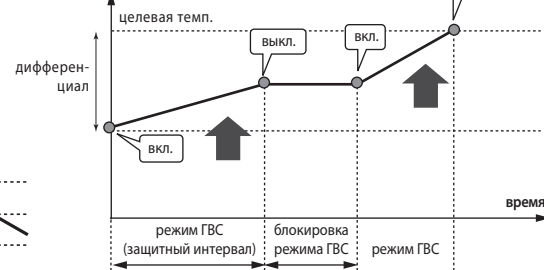 целевая темп.
выкл.
вкл.
дифферен-
циал
вкл.
время
режим ГВС
(защитный интервал)
блокировка
режима ГВС
режим ГВС